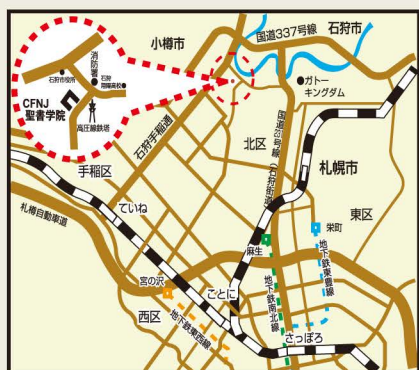 小樽市
国道337号線
石狩市
消防署
石狩市役所
石狩
翔陽高校
CFNJ
聖書学院
高圧線鉄塔
ガトー
キングダム
石狩手稲通
国道231号線(石狩街道)
北区
手稲区
札幌市
ていね
東区
札樽自動車道
栄町
麻生
宮の沢
ことに
地下鉄南北線
地下鉄東豊線
西区
地下鉄東西線
さっぽろ